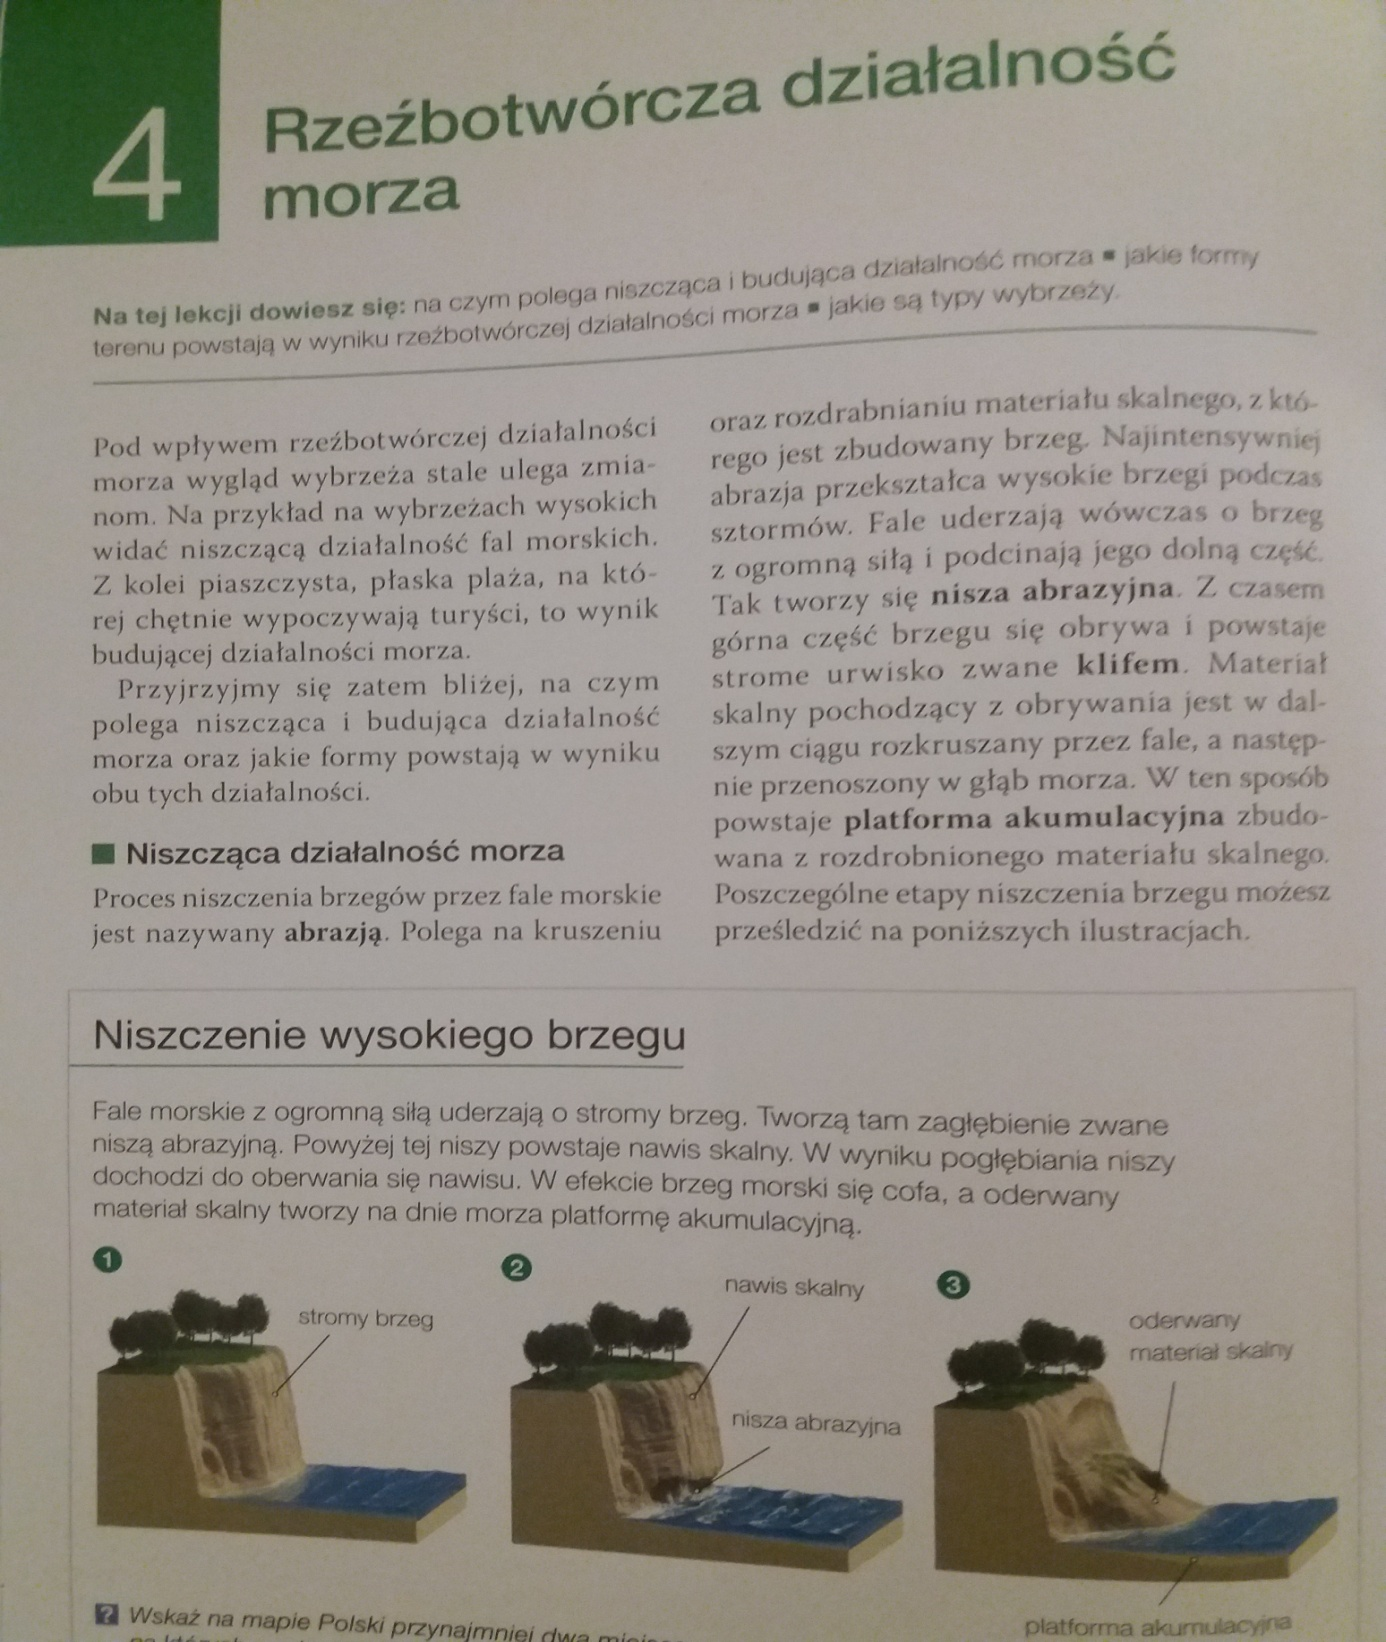 4
Rzeźbotwórcza działalność
morza
Na tej lekcji dowiesz się: na czym polega niszcząca i budująca działalność morza ▪ jakie formy
terenu powstają w wyniku rzeźbotwórczej działalności morza ▪ jakie są typy wybrzeży.
Pod wpływem rzeźbotwórczej działalności
morza wygląd wybrzeża stale ulega zmia-
nom. Na przykład na wybrzeżach wysokich
widać niszczącą działalność fal morskich.
Z kolei piaszczysta, płaska plaża, na któ-
rej chętnie wypoczywają turyści, to wynik
budującej działalności morza.
Przyjrzyjmy się zatem bliżej, na czym
polega niszcząca i budująca działalność
morza oraz jakie formy powstają w wyniku
obu tych działalności.
■ Niszcząca działalność morza
Proces niszczenia brzegów przez fale morskie
jest nazywany abrazją. Polega na kruszeniu
oraz rozdrabnianiu materiału skalnego, z któ-
rego jest zbudowany brzeg. Najintensywniej
abrazja przekształca wysokie brzegi podczas
sztormów. Fale uderzają wówczas o brzeg
z ogromną siłą i podcinają jego dolną część.
Tak tworzy się nisza abrazyjna. Z czasem
górna część brzegu się obrywa i powstaje
strome urwisko zwane klifem. Materiał
skalny pochodzący z obrywania jest w dal-
szym ciągu rozkruszany przez fale, a następ-
nie przenoszony w głąb morza. W ten sposób
powstaje platforma akumulacyjna zbudo-
wana z rozdrobnionego materiału skalnego.
Poszczególne etapy niszczenia brzegu możesz
prześledzić na poniższych ilustracjach.
Niszczenie wysokiego brzegu
Fale morskie z ogromną siłą uderzają o stromy brzeg. Tworzą tam zagłębienie zwane
niszą abrazyjną. Powyżej tej niszy powstaje nawis skalny. W wyniku pogłębiania niszy
dochodzi do oberwania się nawisu. W efekcie brzeg morski się cofa, a oderwany
materiał skalny tworzy na dnie morza platformę akumulacyjną.
1
stromy brzeg
2
nawis skalny
nisza abrazyjna
3
oderwany
materiał skalny
platforma akumulacyjna
? Wskaż na mapie Polski przynajmniej dwa